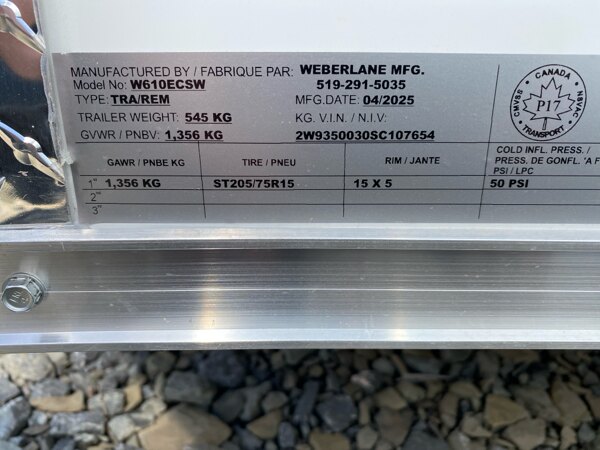 MANUFACTURED BY / FABRIQUE PAR: WEBERLANE MFG.
Model No: W610ECSW 519-291-5035
TYPE: TRA/REM MFG.DATE: 04/2025
TRAILER WEIGHT: 545 KG KG. V.I.N. / N.I.V:
GVWR / PNBV: 1,356 KG 2W9350030SC107654
CANADA
CMVSS P17 NSVAC
TRANSPORT
GAWR / PNBE KG TIRE / PNEU RIM / JANTE COLD INFL. PRESS./
PRESS. DE GONFL. 'A F
PSI / LPC
1" 1,356 KG ST205/75R15 15 X 5 50 PSI
2"
3"